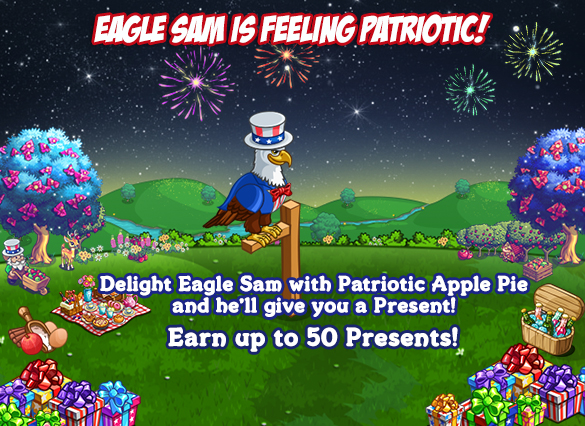 EAGLE SAM IS FEELING PATRIOTIC!
Delight Eagle Sam with Patriotic Apple Pie
and he'll give you a Present!
Earn up to 50 Presents!